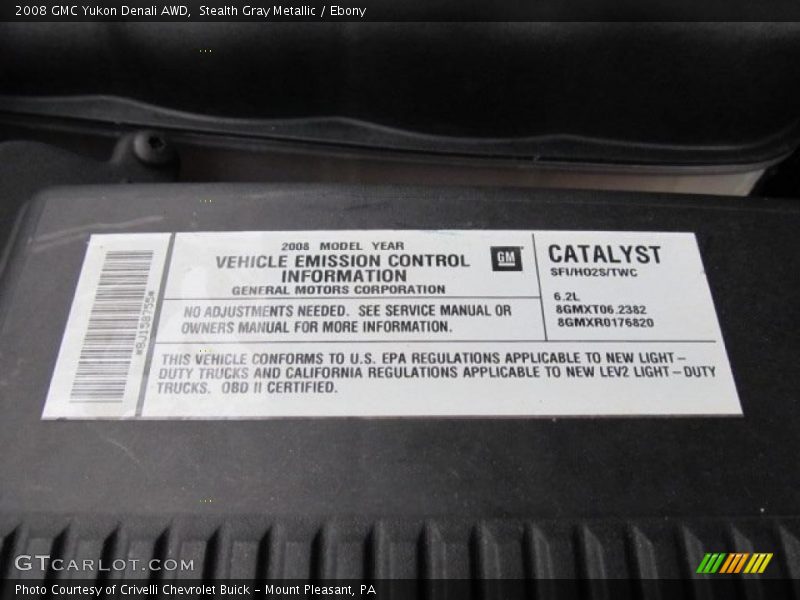 2008 GMC Yukon Denali AWD,  Stealth Gray Metallic / Ebony
*8J158755*
2008 MODEL YEAR
VEHICLE EMISSION CONTROL
INFORMATION
GENERAL MOTORS CORPORATION
GM
NO ADJUSTMENTS NEEDED. SEE SERVICE MANUAL OR
OWNERS MANUAL FOR MORE INFORMATION.
CATALYST
SFI/HO2S/TWC
6.2L
8GMXT06.2382
8GMXR0176820
THIS VEHICLE CONFORMS TO U.S. EPA REGULATIONS APPLICABLE TO NEW LIGHT-
DUTY TRUCKS AND CALIFORNIA REGULATIONS APPLICABLE TO NEW LEV2 LIGHT-DUTY
TRUCKS. OBD II CERTIFIED.
GTCARLOT.COM
Photo Courtesy of Crivelli Chevrolet Buick - Mount Pleasant, PA